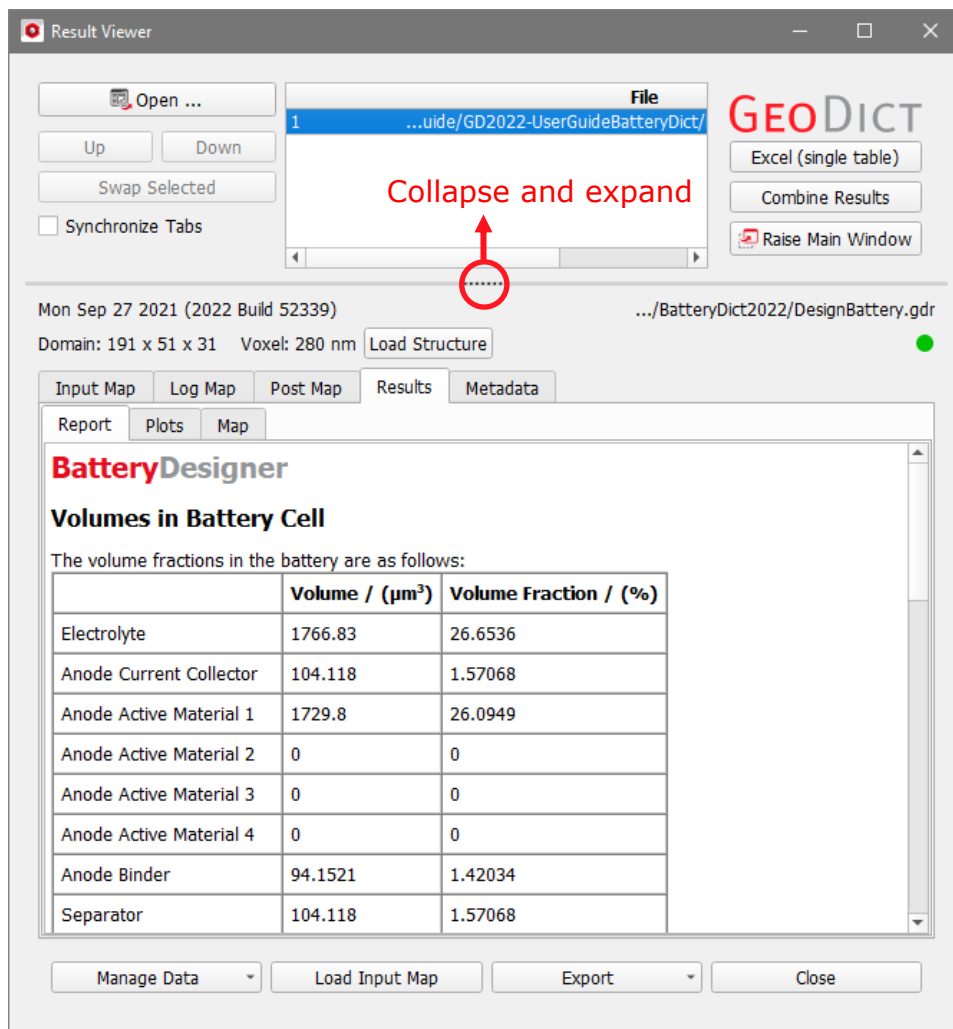 Result Viewer
Open ...
Up Down
Swap Selected
Synchronize Tabs
File
1 ...uide/GD2022-UserGuideBatteryDict/
Collapse and expand
GEODICT
Excel (single table)
Combine Results
Raise Main Window
Mon Sep 27 2021 (2022 Build 52339) .../BatteryDict2022/DesignBattery.gdr
Domain: 191 x 51 x 31 Voxel: 280 nm Load Structure
Input Map Log Map Post Map Results Metadata
Report Plots Map
BatteryDesigner
Volumes in Battery Cell
The volume fractions in the battery are as follows:
Volume / (µm³) Volume Fraction / (%)
Electrolyte 1766.83 26.6536
Anode Current Collector 104.118 1.57068
Anode Active Material 1 1729.8 26.0949
Anode Active Material 2 0 0
Anode Active Material 3 0 0
Anode Active Material 4 0 0
Anode Binder 94.1521 1.42034
Separator 104.118 1.57068
Manage Data Load Input Map Export Close